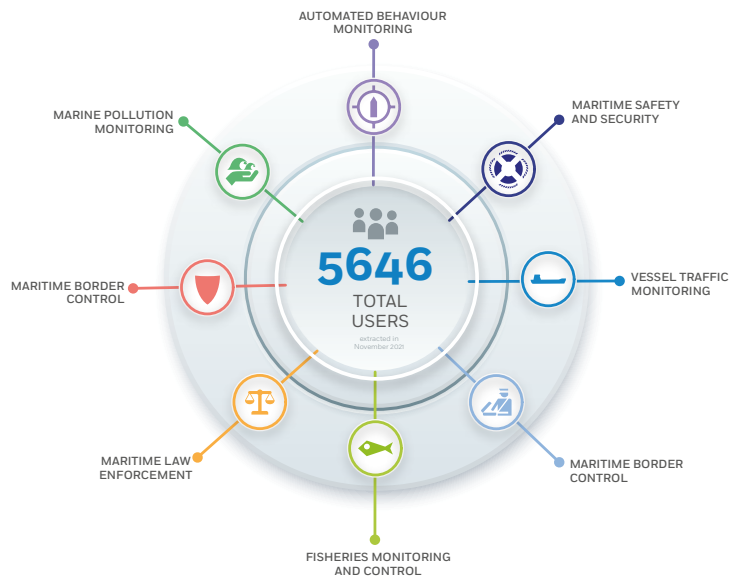 AUTOMATED BEHAVIOUR
MONITORING
MARINE POLLUTION
MONITORING
MARITIME SAFETY
AND SECURITY
5646
TOTAL
USERS
extracted in
November 2021
MARITIME BORDER
CONTROL
VESSEL TRAFFIC
MONITORING
MARITIME LAW
ENFORCEMENT
MARITIME BORDER
CONTROL
FISHERIES MONITORING
AND CONTROL